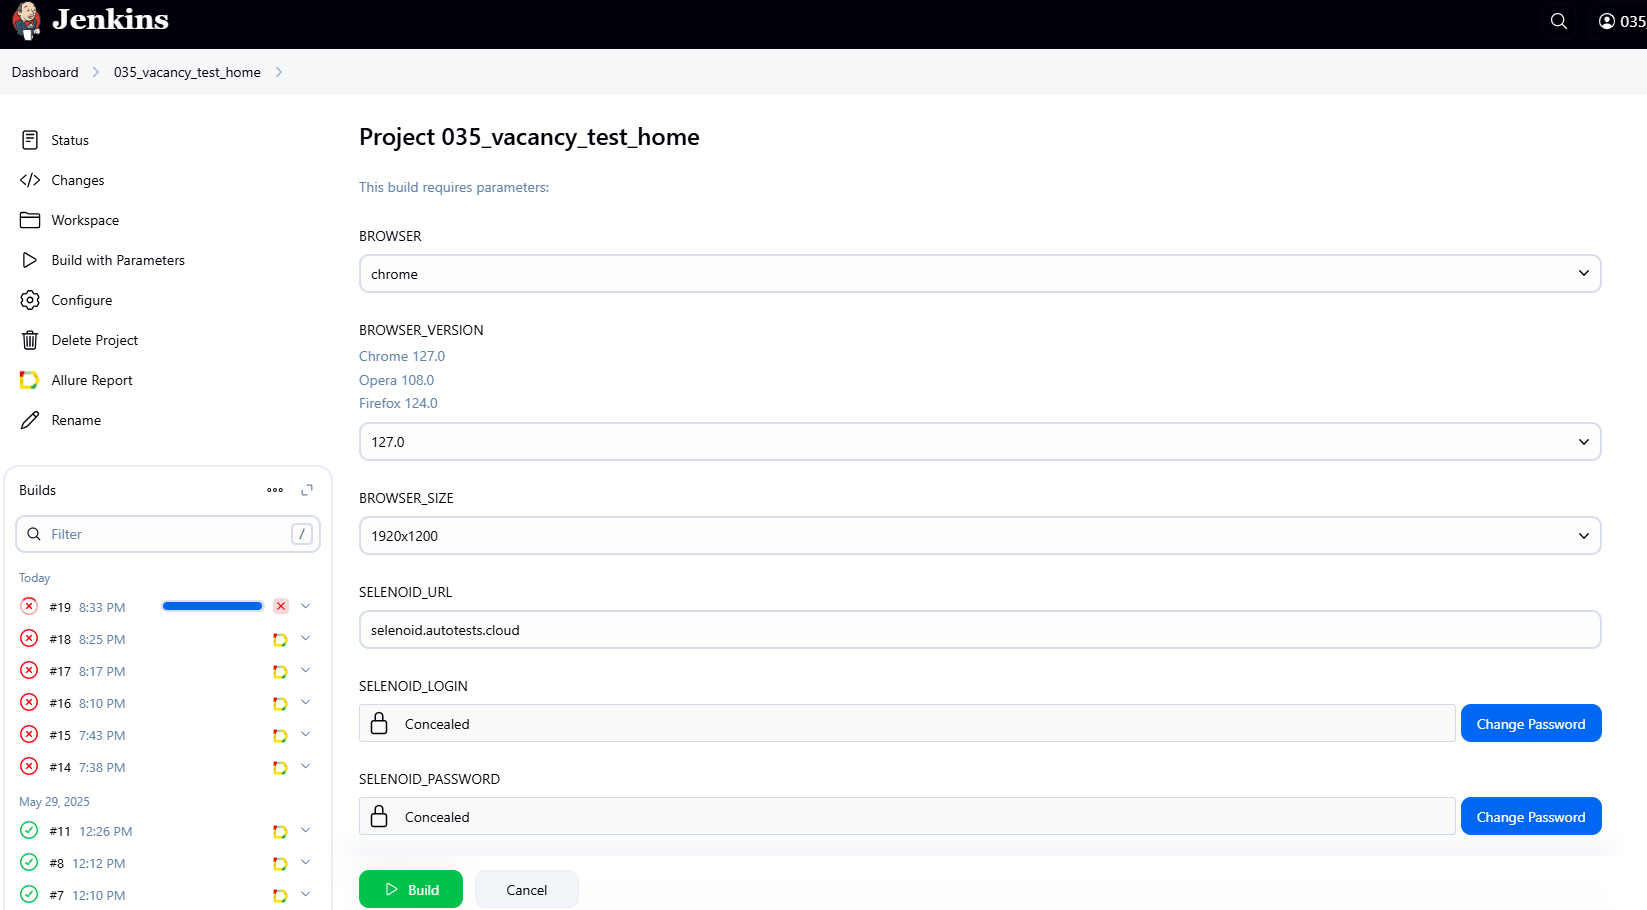 Jenkins
035
Dashboard
035_vacancy_test_home
Status
Changes
Workspace
Build with Parameters
Configure
Delete Project
Allure Report
Rename
Builds
Filter /
Today
#19 8:33 PM
#18 8:25 PM
#17 8:17 PM
#16 8:10 PM
#15 7:43 PM
#14 7:38 PM
May 29, 2025
#11 12:26 PM
#8 12:12 PM
#7 12:10 PM
Project 035_vacancy_test_home
This build requires parameters:
BROWSER
chrome
BROWSER_VERSION
Chrome 127.0
Opera 108.0
Firefox 124.0
127.0
BROWSER_SIZE
1920x1200
SELENOID_URL
selenoid.autotests.cloud
SELENOID_LOGIN
Concealed
Change Password
SELENOID_PASSWORD
Concealed
Change Password
Build
Cancel